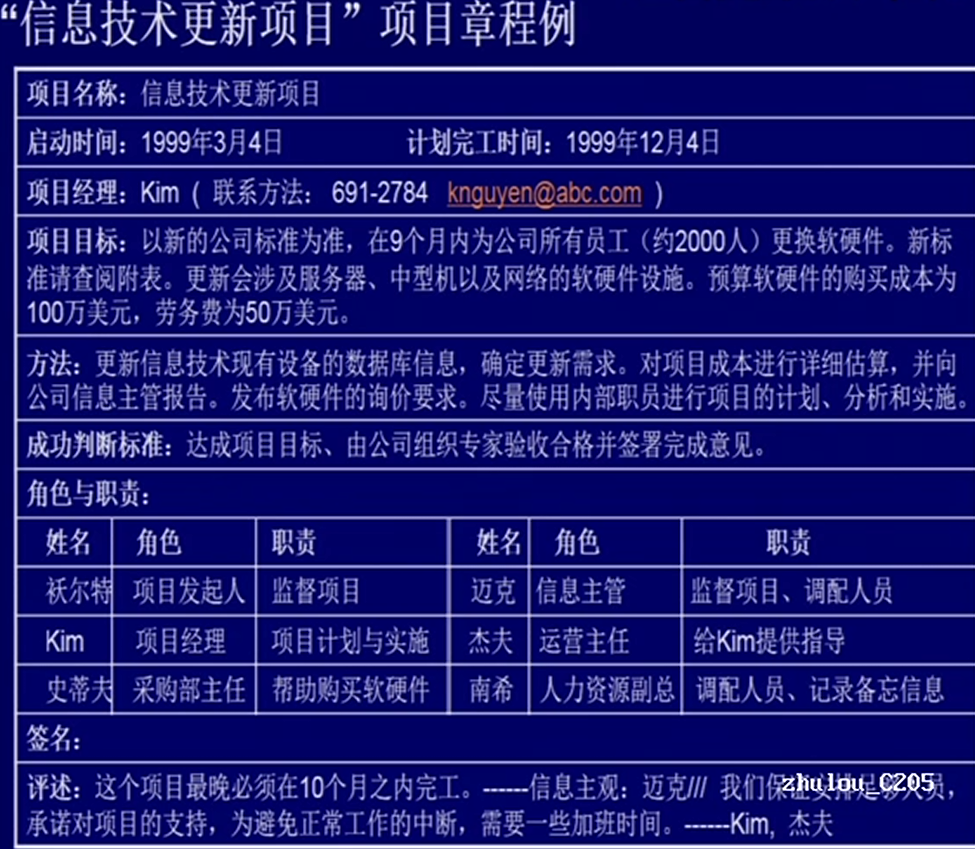 “信息技术更新项目”项目章程例
项目名称：信息技术更新项目
启动时间：1999年3月4日 计划完工时间：1999年12月4日
项目经理：Kim（ 联系方法： 691-2784 knguyen@abc.com ）
项目目标：以新的公司标准为准，在9个月内为公司所有员工（约2000人）更换软硬件。新标
准请查阅附表。更新会涉及服务器、中型机以及网络的软硬件设施。预算软硬件的购买成本为
100万美元，劳务费为50万美元。
方法：更新信息技术现有设备的数据库信息，确定更新需求。对项目成本进行详细估算，并向
公司信息主管报告。发布软硬件的询价要求。尽量使用内部职员进行项目的计划、分析和实施。
成功判断标准：达成项目目标、由公司组织专家验收合格并签署完成意见。
角色与职责：
姓名 角色 职责 姓名 角色 职责
袄尔特 项目发起人 监督项目 迈克 信息主管 监督项目、调配人员
Kim 项目经理 项目计划与实施 杰夫 运营主任 给Kim提供指导
史蒂夫 采购部主任 帮助购买软硬件 南希 人力资源副总 调配人员、记录备忘信息
签名：
评述：这个项目最晚必须在10个月之内完工。------信息主观：迈克/// 我们保证安排足够人员，
承诺对项目的支持，为避免正常工作的中断，需要一些加班时间。------Kim, 杰夫
zhulou_C205